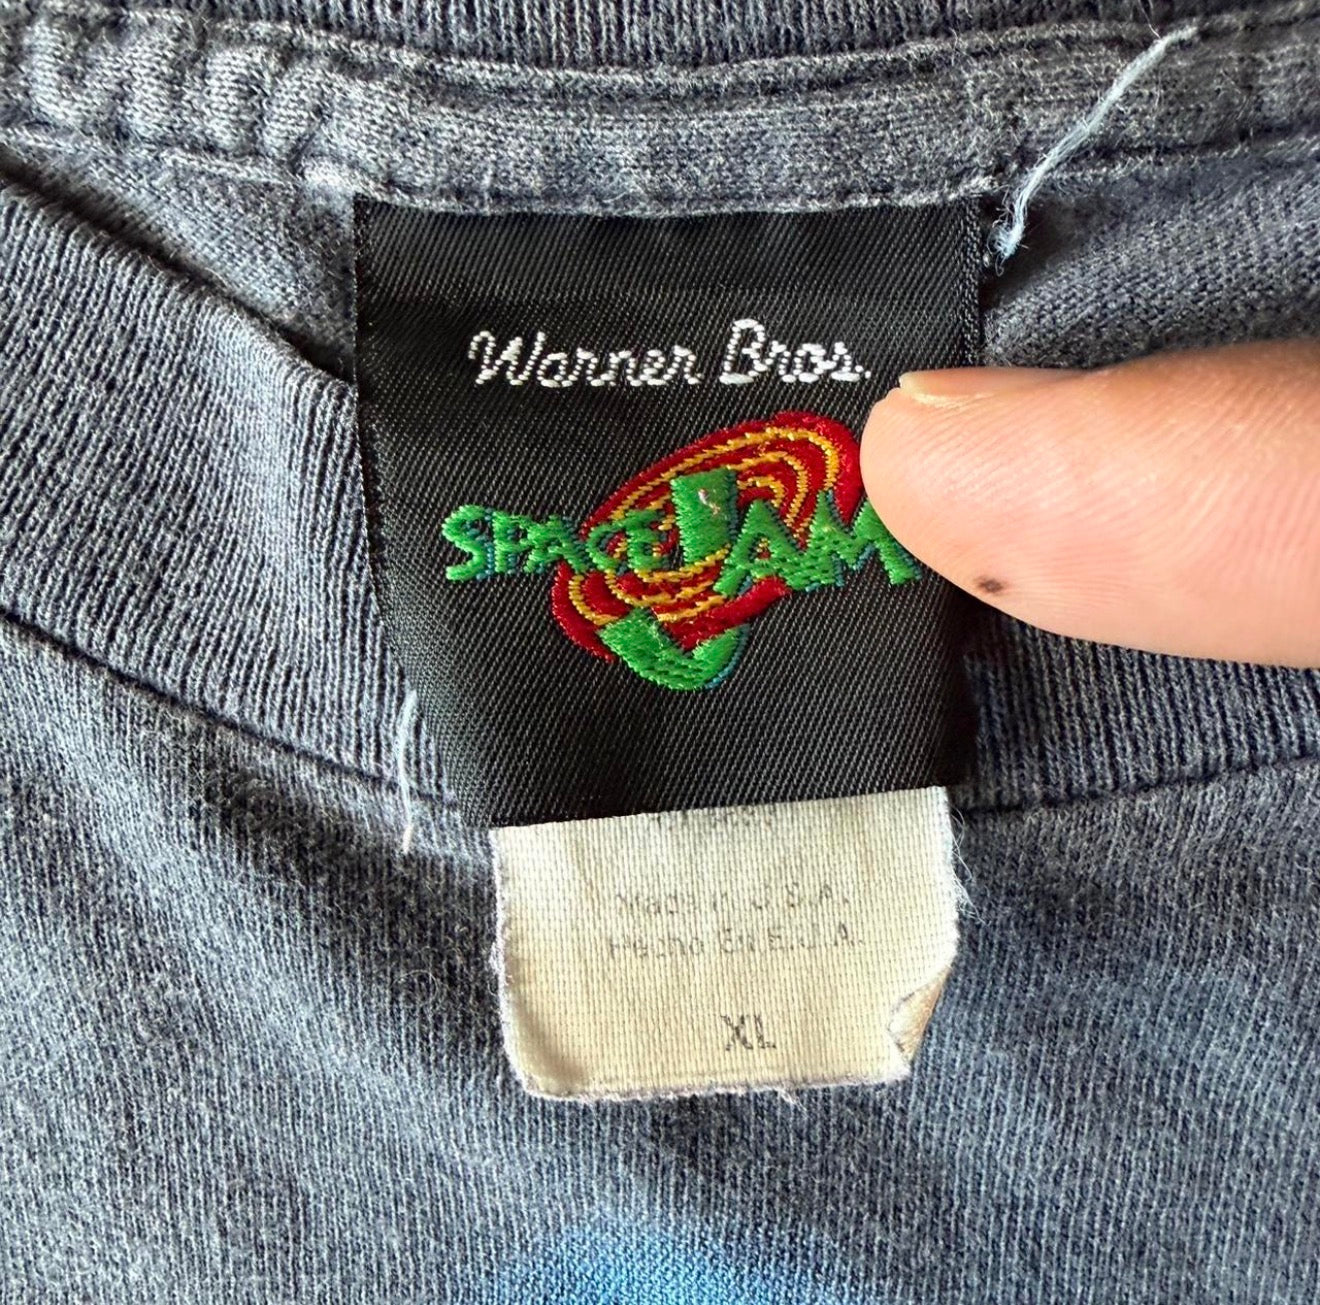 Warner Bros.
SPACE JAM
Made in U.S.A.
Hecho En E.U.A.
XL